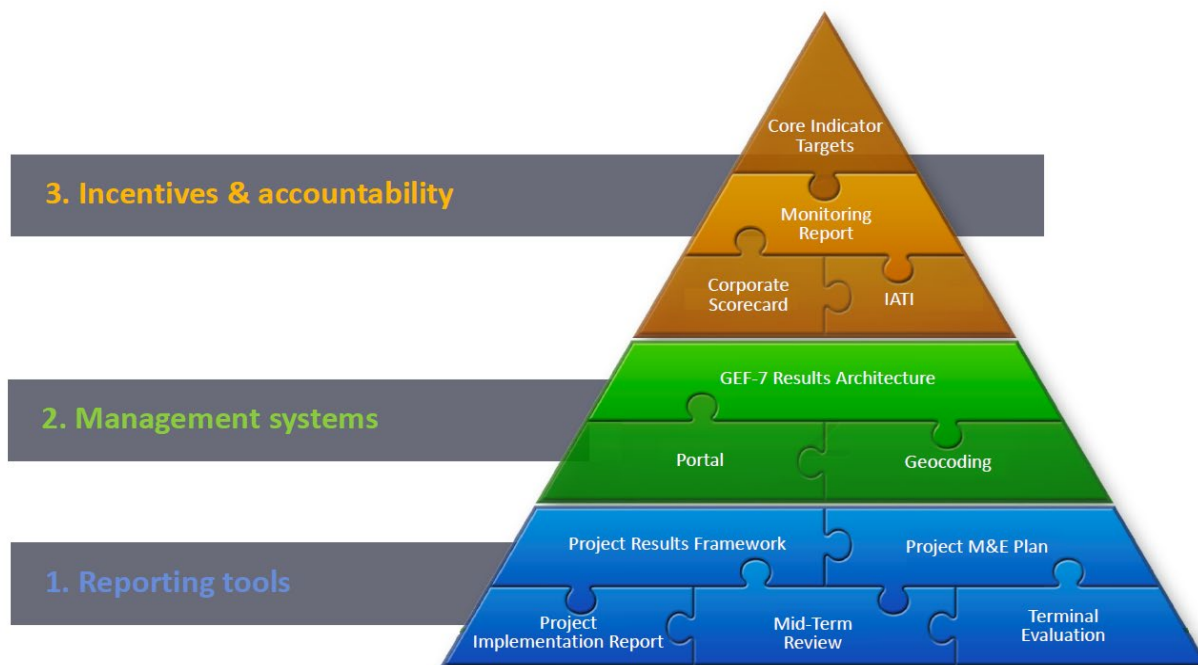 Core Indicator
Targets
3. Incentives & accountability
Monitoring
Report
Corporate
Scorecard
IATI
GEF-7 Results Architecture
2. Management systems
Portal
Geocoding
Project Results Framework
Project M&E Plan
1. Reporting tools
Project
Implementation Report
Mid-Term
Review
Terminal
Evaluation